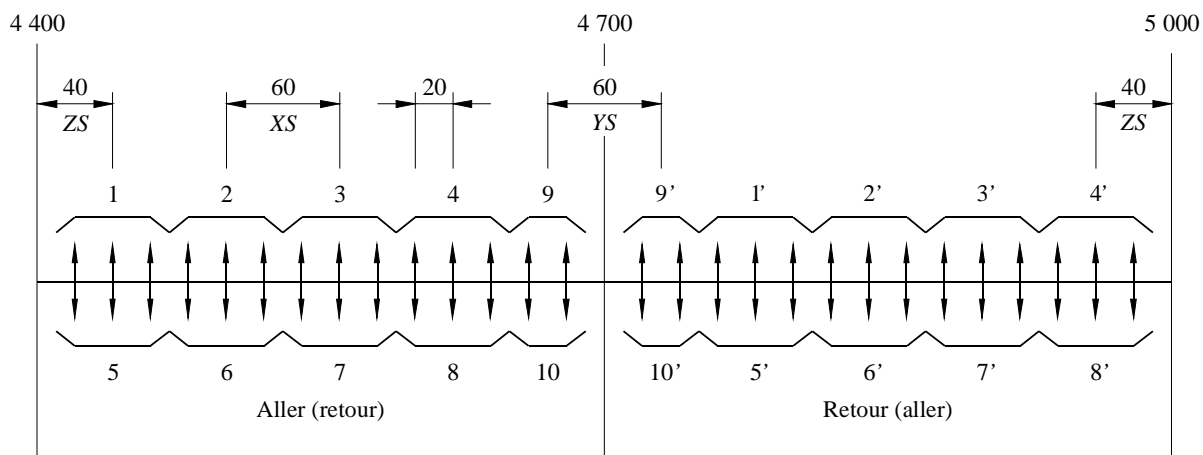 4 400 4 700 5 000
40 60 20 60 40
ZS XS YS ZS
1 2 3 4 9 9’ 1’ 2’ 3’ 4’
5 6 7 8 10 10’ 5’ 6’ 7’ 8’
Aller (retour) Retour (aller)